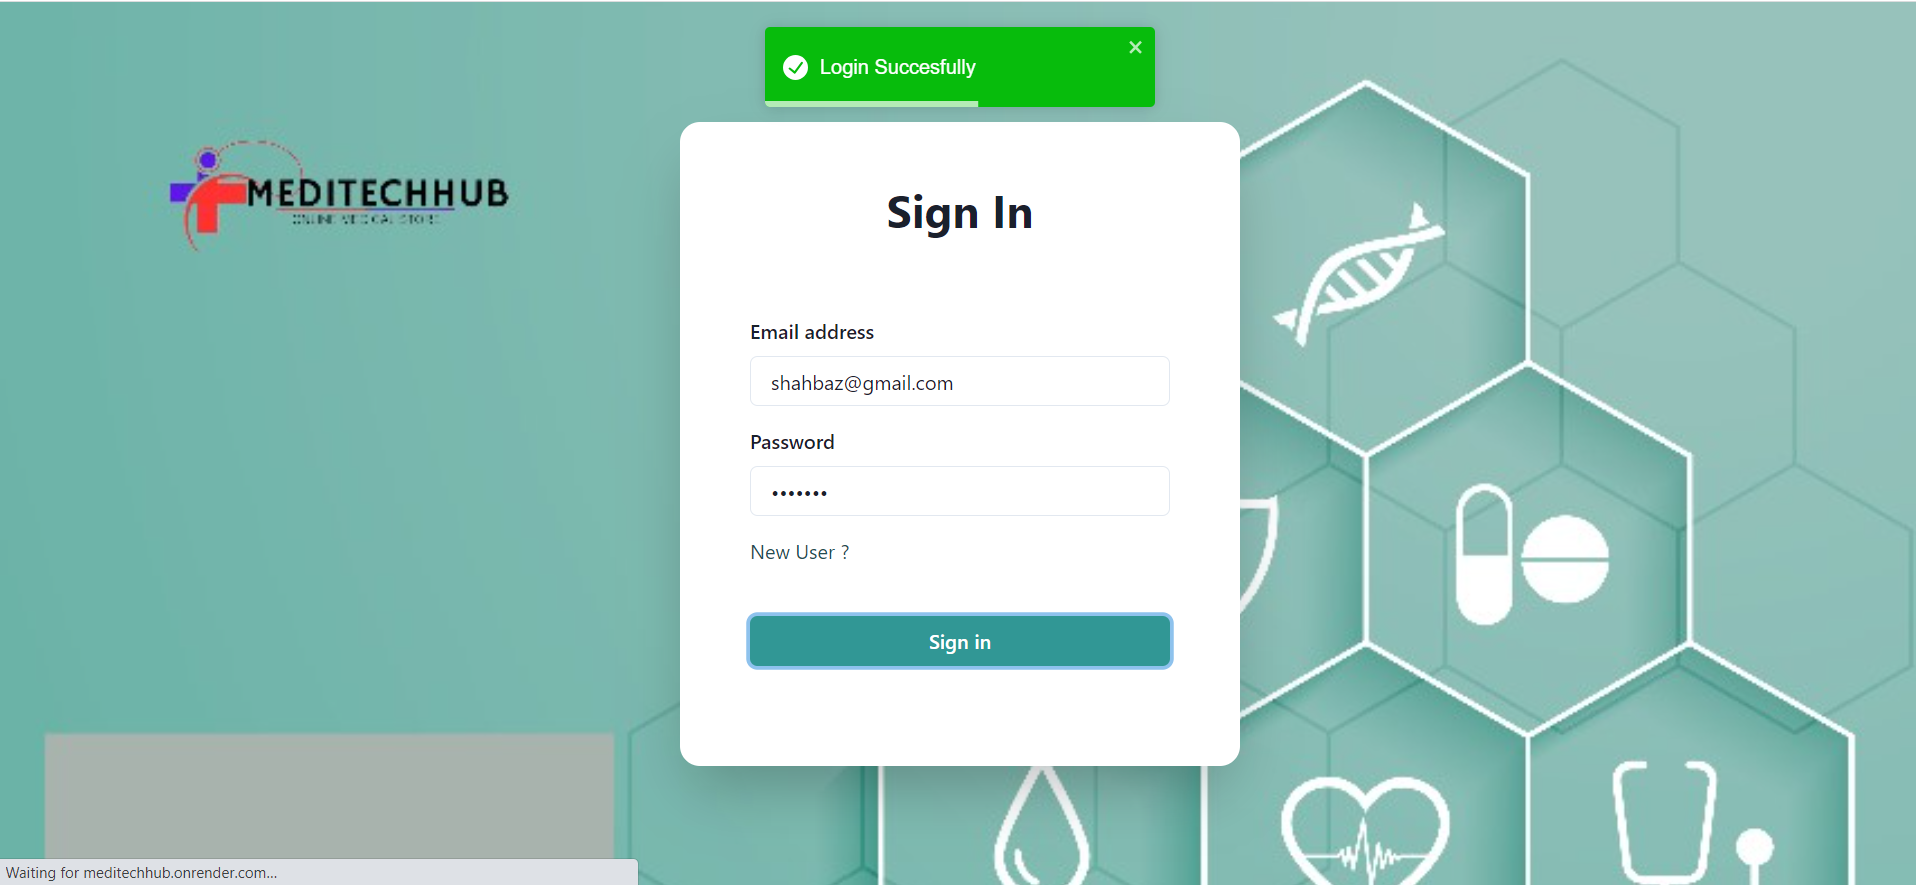 Login Succesfully
MEDITECHHUB
ONLINE MEDICAL STORE
Sign In
Email address
shahbaz@gmail.com
Password
•••••••
New User ?
Sign in
Waiting for meditechhub.onrender.com...